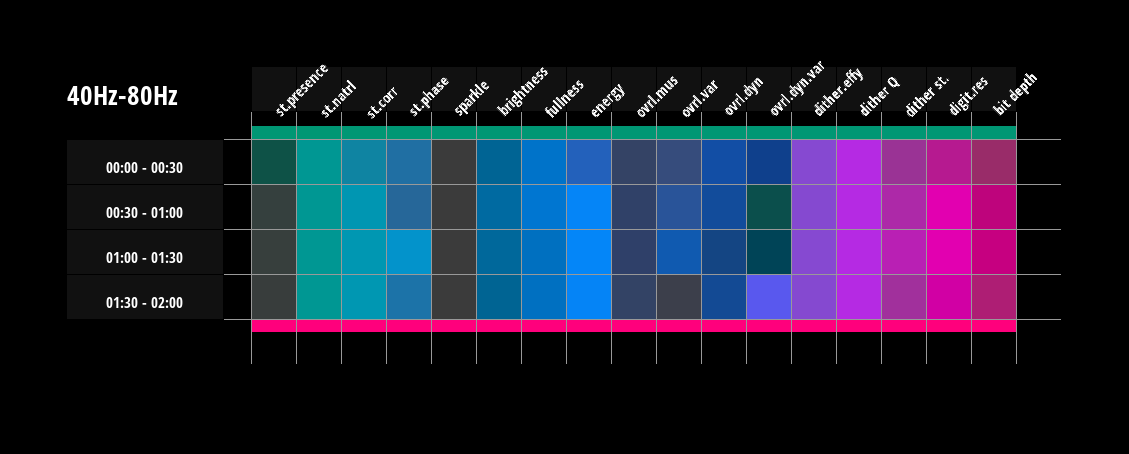 40Hz-80Hz
st.presence
st.natrl
st.corr
st.phase
sparkle
brightness
fullness
energy
ovrl.mus
ovrl.var
ovrl.dyn
ovrl.dyn.var
dither.effy
dither Q
dither st.
digit.res
bit depth
00:00 - 00:30
00:30 - 01:00
01:00 - 01:30
01:30 - 02:00